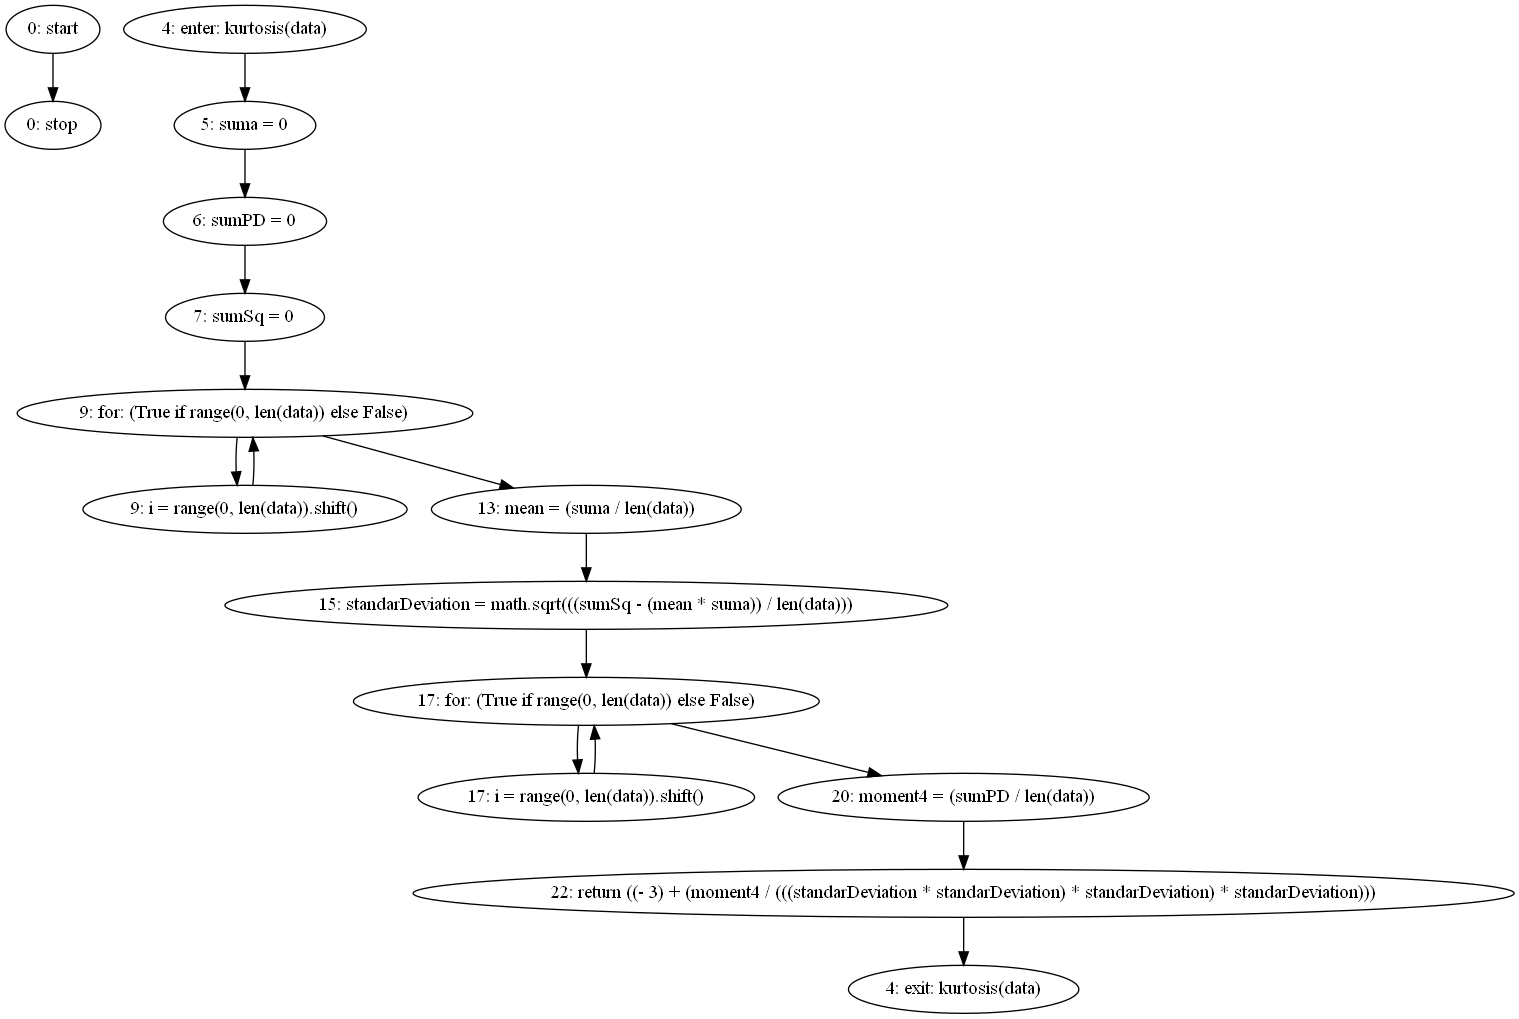 0: start
4: enter: kurtosis(data)
0: stop
5: suma = 0
6: sumPD = 0
7: sumSq = 0
9: for: (True if range(0, len(data)) else False)
9: i = range(0, len(data)).shift()
13: mean = (suma / len(data))
15: standarDeviation = math.sqrt(((sumSq - (mean * suma)) / len(data)))
17: for: (True if range(0, len(data)) else False)
17: i = range(0, len(data)).shift()
20: moment4 = (sumPD / len(data))
22: return ((- 3) + (moment4 / (((standarDeviation * standarDeviation) * standarDeviation) * standarDeviation)))
4: exit: kurtosis(data)